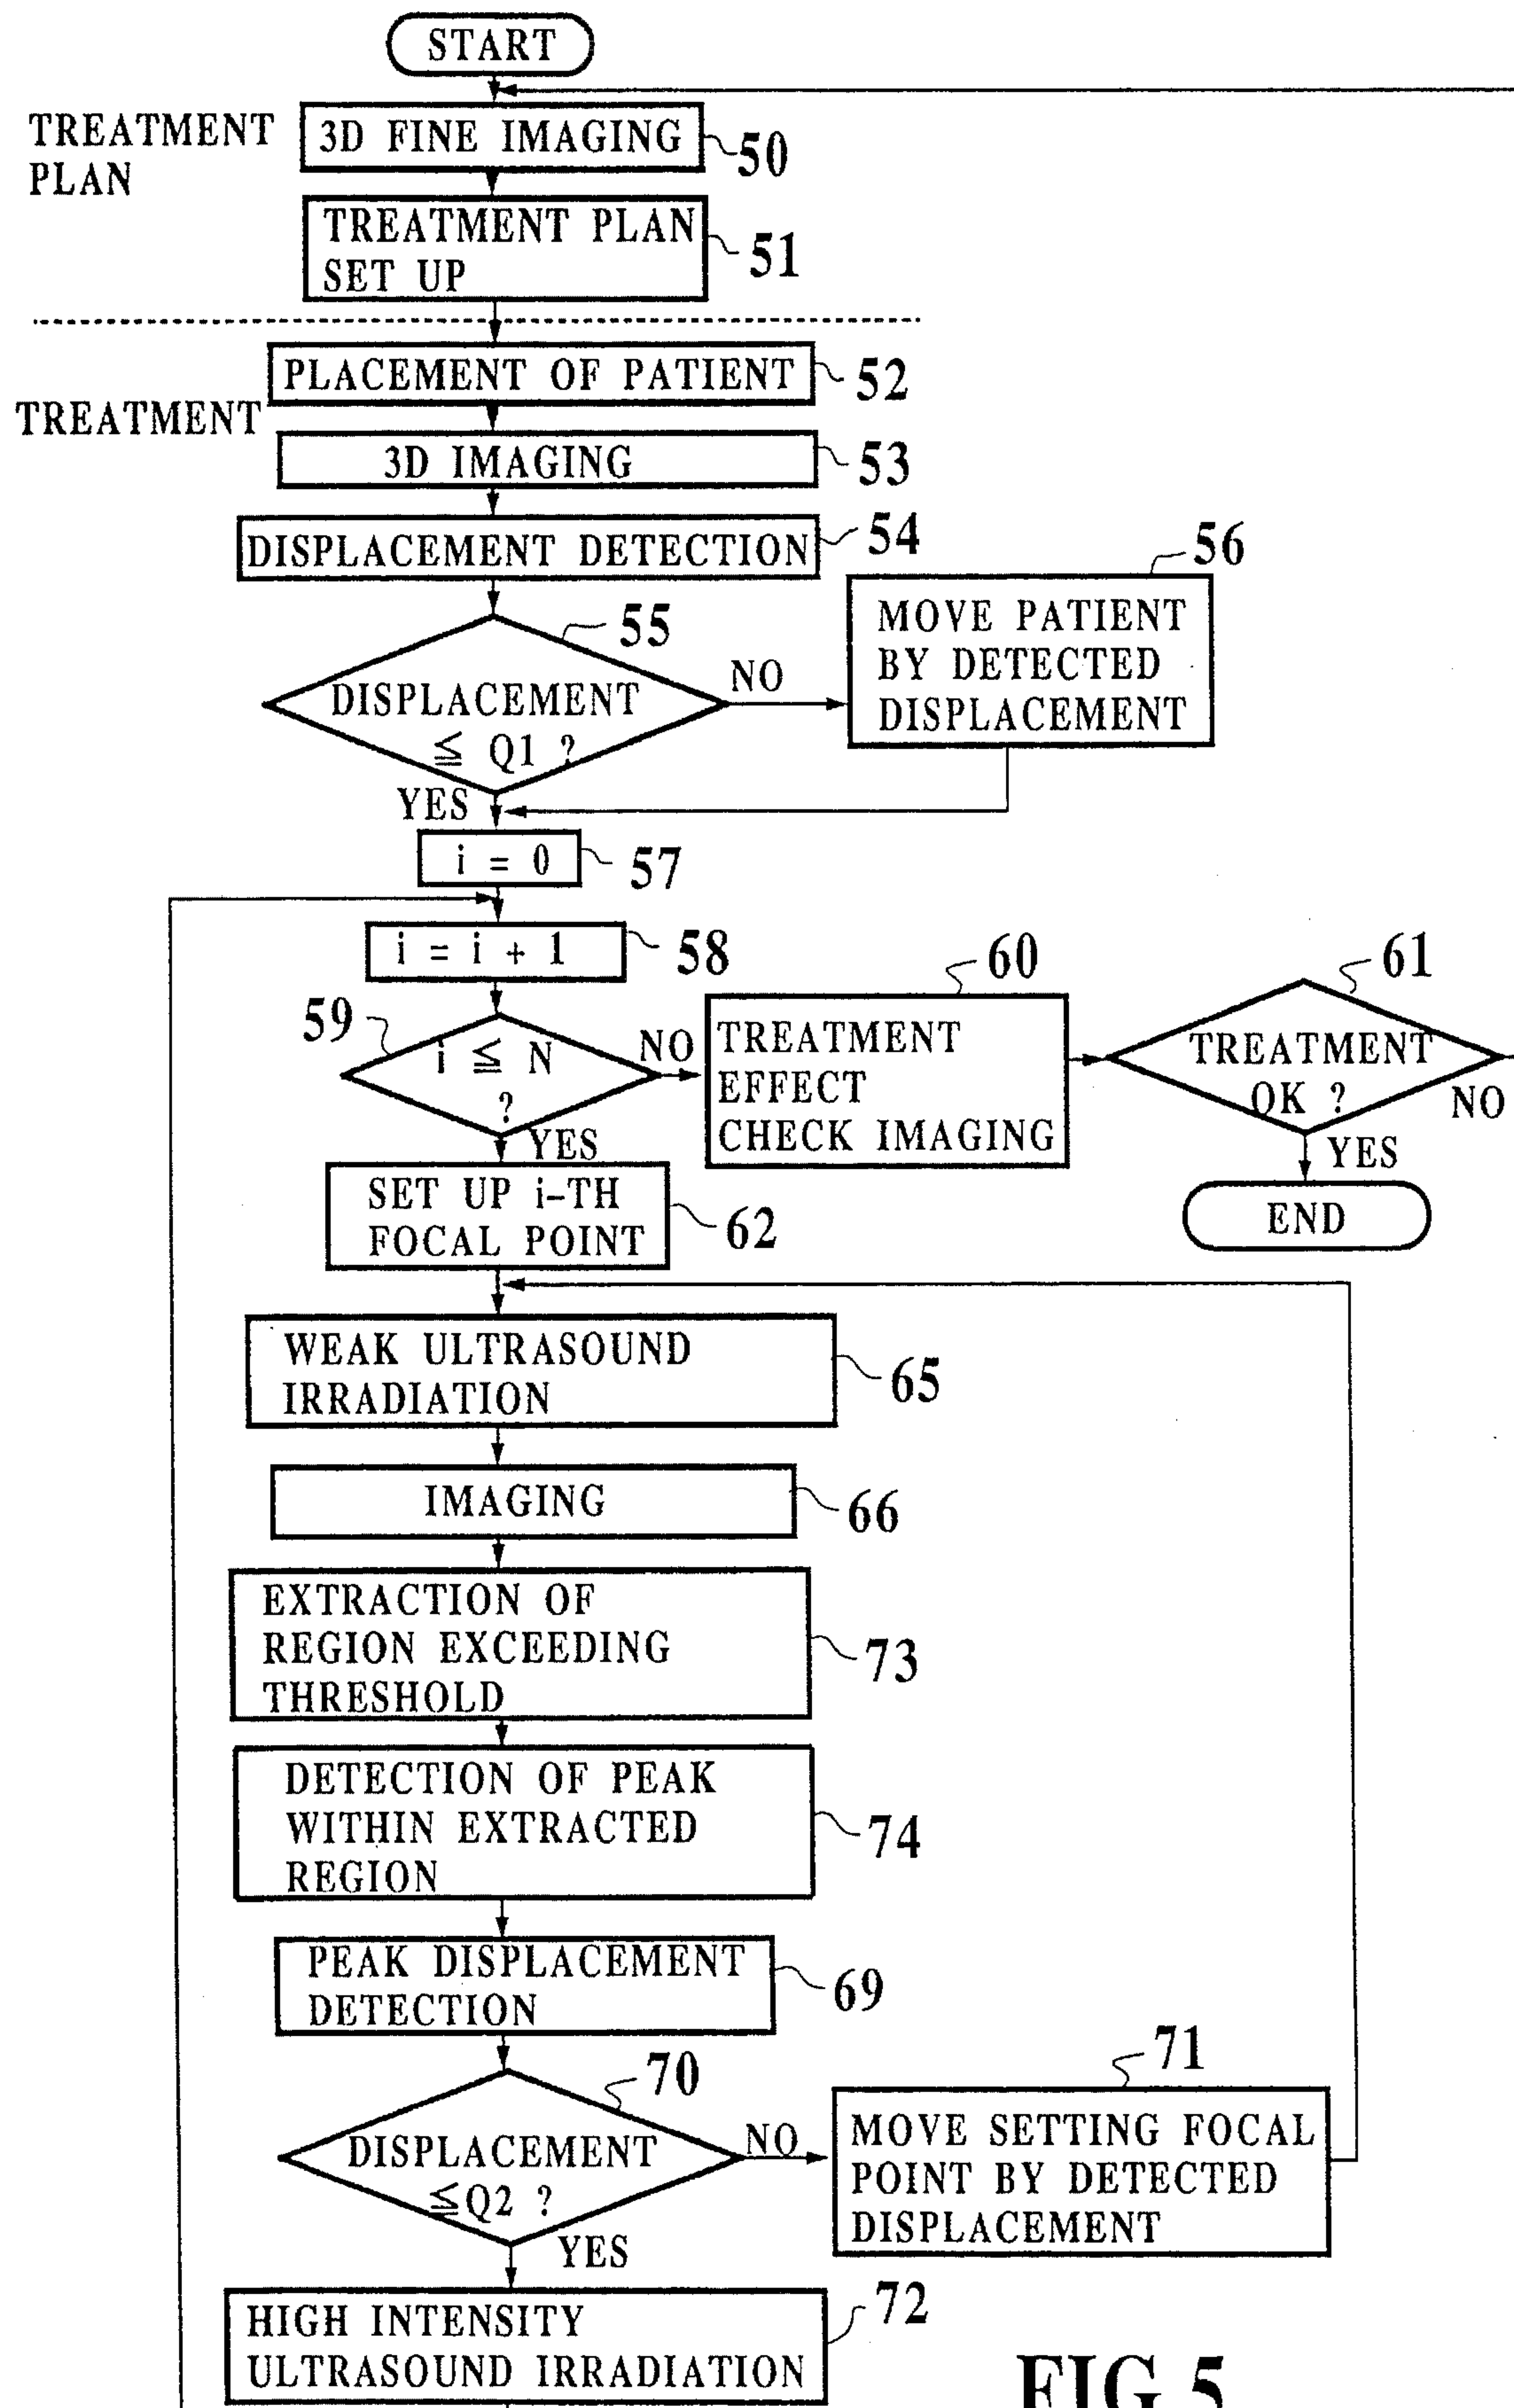 START
TREATMENT
PLAN
3D FINE IMAGING
50
TREATMENT PLAN
SET UP
51
TREATMENT
PLACEMENT OF PATIENT
52
3D IMAGING
53
DISPLACEMENT DETECTION
54
55
DISPLACEMENT
≦ Q1 ?
NO
YES
56
MOVE PATIENT
BY DETECTED
DISPLACEMENT
i = 0
57
i = i + 1
58
59
i ≦ N
?
NO
YES
60
TREATMENT
EFFECT
CHECK IMAGING
61
TREATMENT
OK ?
NO
YES
END
SET UP i-TH
FOCAL POINT
62
WEAK ULTRASOUND
IRRADIATION
65
IMAGING
66
EXTRACTION OF
REGION EXCEEDING
THRESHOLD
73
DETECTION OF PEAK
WITHIN EXTRACTED
REGION
74
PEAK DISPLACEMENT
DETECTION
69
70
DISPLACEMENT
≦Q2 ?
NO
YES
71
MOVE SETTING FOCAL
POINT BY DETECTED
DISPLACEMENT
HIGH INTENSITY
ULTRASOUND IRRADIATION
72
FIG.5